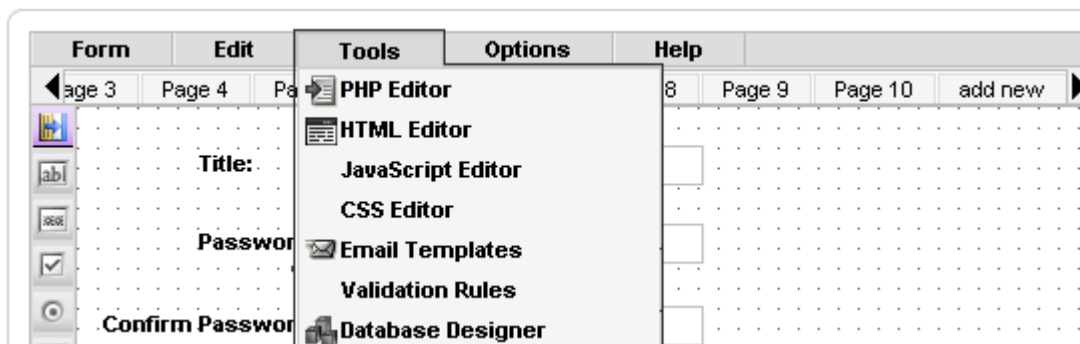 Form Edit Tools Options Help
age 3 Page 4 Pa 8 Page 9 Page 10 add new
PHP Editor
HTML Editor
Title:
JavaScript Editor
abl
CSS Editor
Passwor
Email Templates
Validation Rules
Confirm Passwor
Database Designer